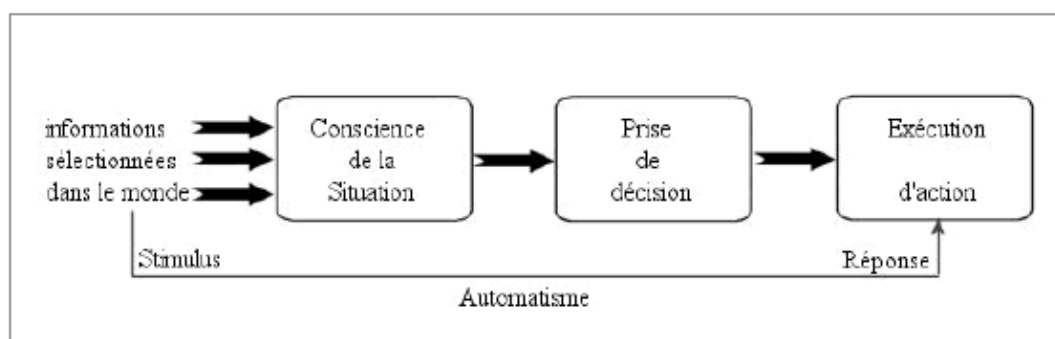 informations
sélectionnées
dans le monde
Conscience
de la
Situation
Prise
de
décision
Exécution
d'action
Stimulus
Réponse
Automatisme